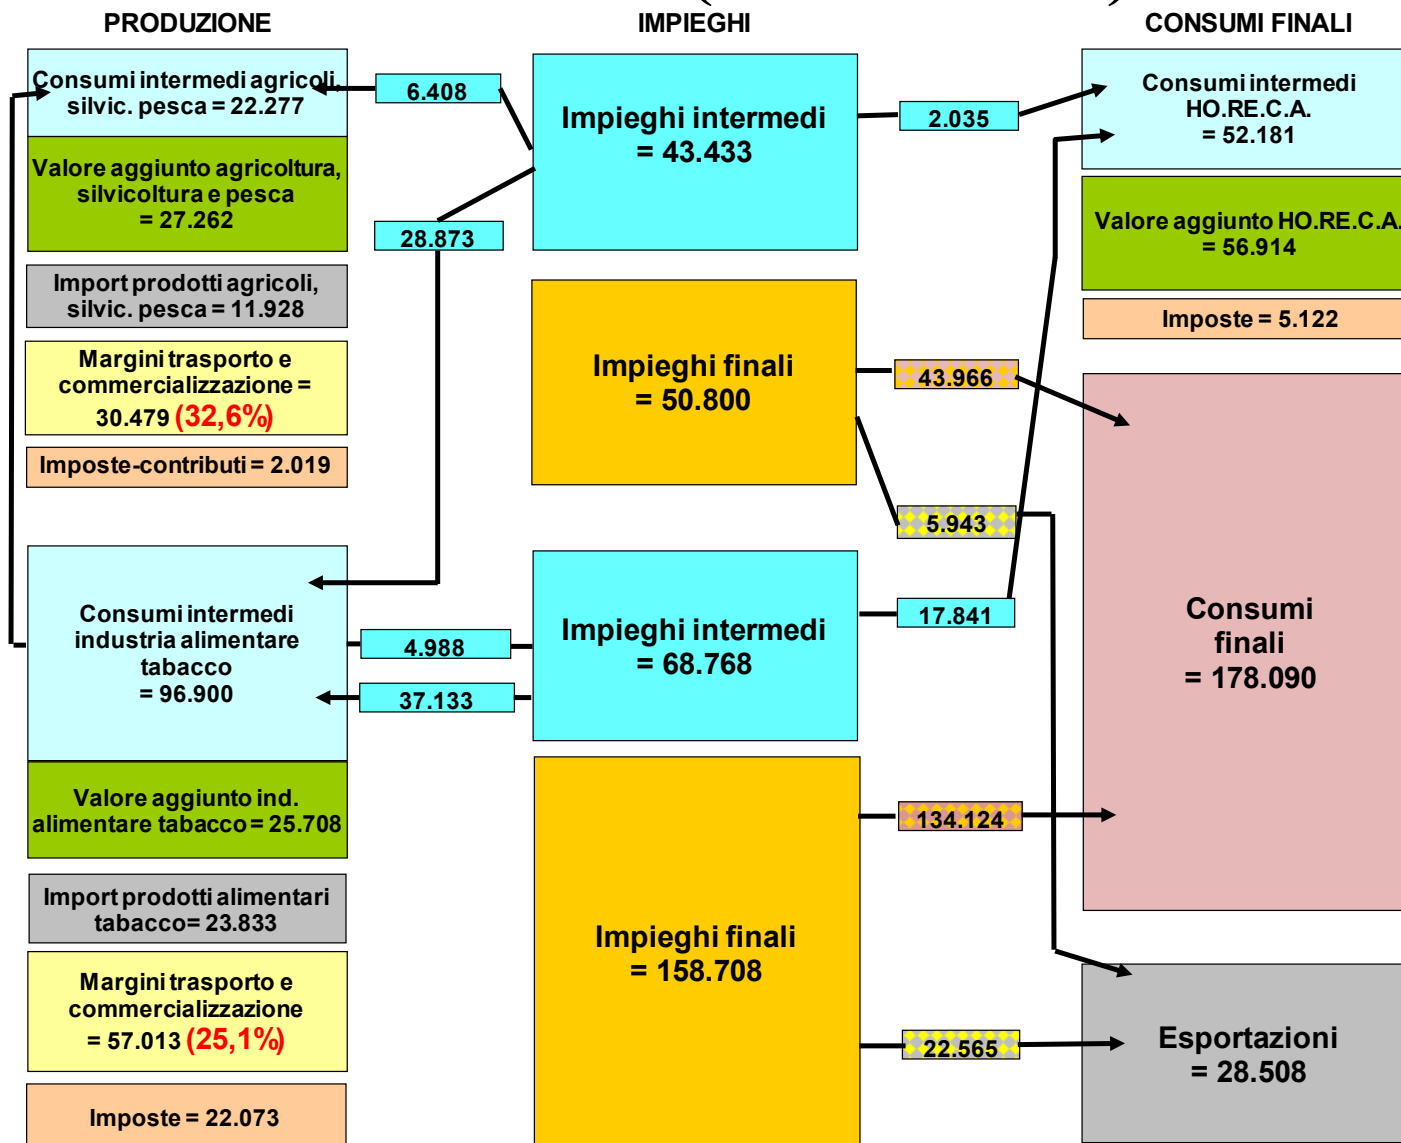 PRODUZIONE
Consumi intermedi agricoli,
silvic. pesca = 22.277
Valore aggiunto agricoltura,
silvicoltura e pesca
= 27.262
Import prodotti agricoli,
silvic. pesca = 11.928
Margini trasporto e
commercializzazione =
30.479 (32,6%)
Imposte-contributi = 2.019
Consumi intermedi
industria alimentare
tabacco
= 96.900
Valore aggiunto ind.
alimentare tabacco = 25.708
Import prodotti alimentari
tabacco= 23.833
Margini trasporto e
commercializzazione
= 57.013 (25,1%)
Imposte = 22.073
6.408
28.873
4.988
37.133
IMPIEGHI
Impieghi intermedi
= 43.433
Impieghi finali
= 50.800
Impieghi intermedi
= 68.768
Impieghi finali
= 158.708
2.035
43.966
5.943
17.841
134.124
22.565
CONSUMI FINALI
Consumi intermedi
HO.RE.C.A.
= 52.181
Valore aggiunto HO.RE.C.A.
= 56.914
Imposte = 5.122
Consumi
finali
= 178.090
Esportazioni
= 28.508